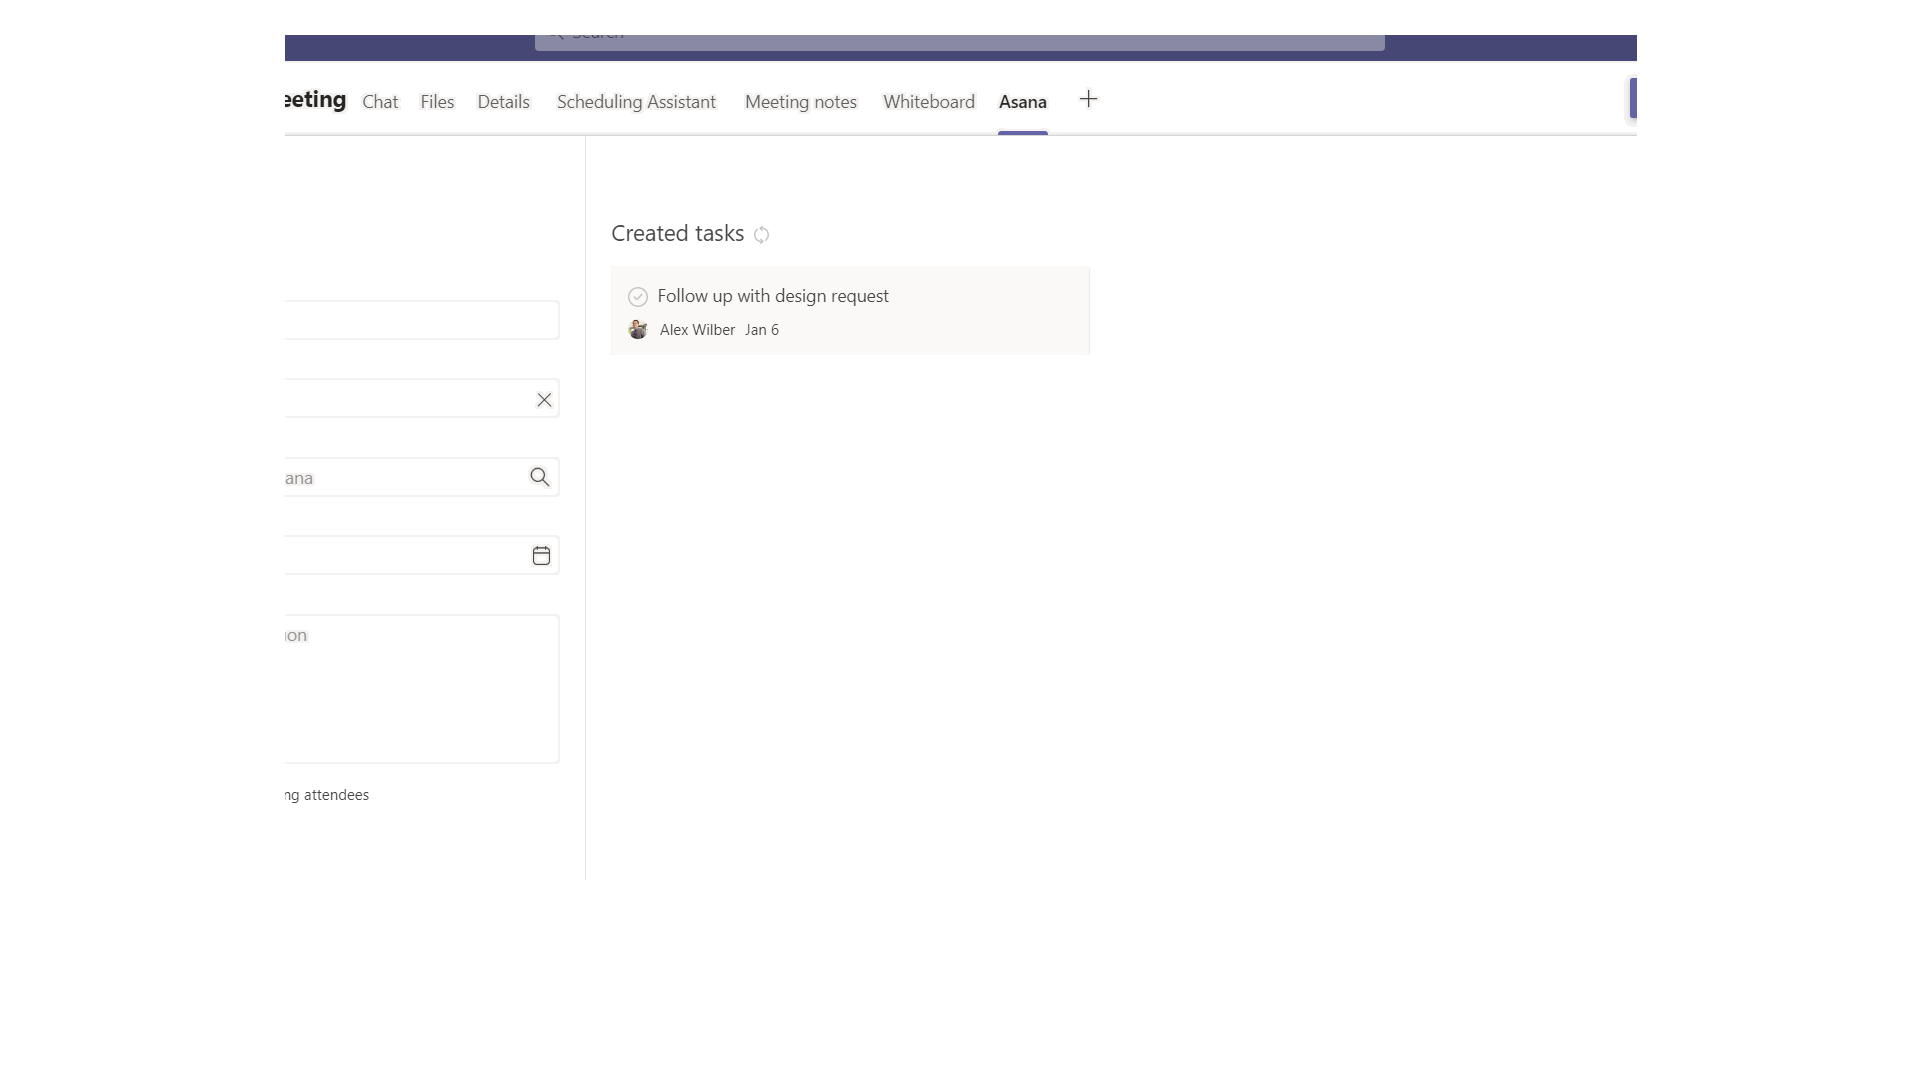 Search
eeting Chat Files Details Scheduling Assistant Meeting notes Whiteboard Asana
Created tasks
Follow up with design request
Alex Wilber Jan 6
ana
ion
ng attendees